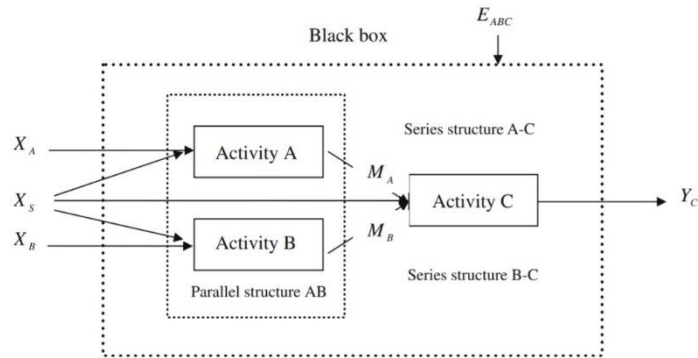 E_ABC
Black box
Series structure A-C
X_A
Activity A
M_A
X_S
Activity C
Y_C
M_B
X_B
Activity B
Series structure B-C
Parallel structure AB